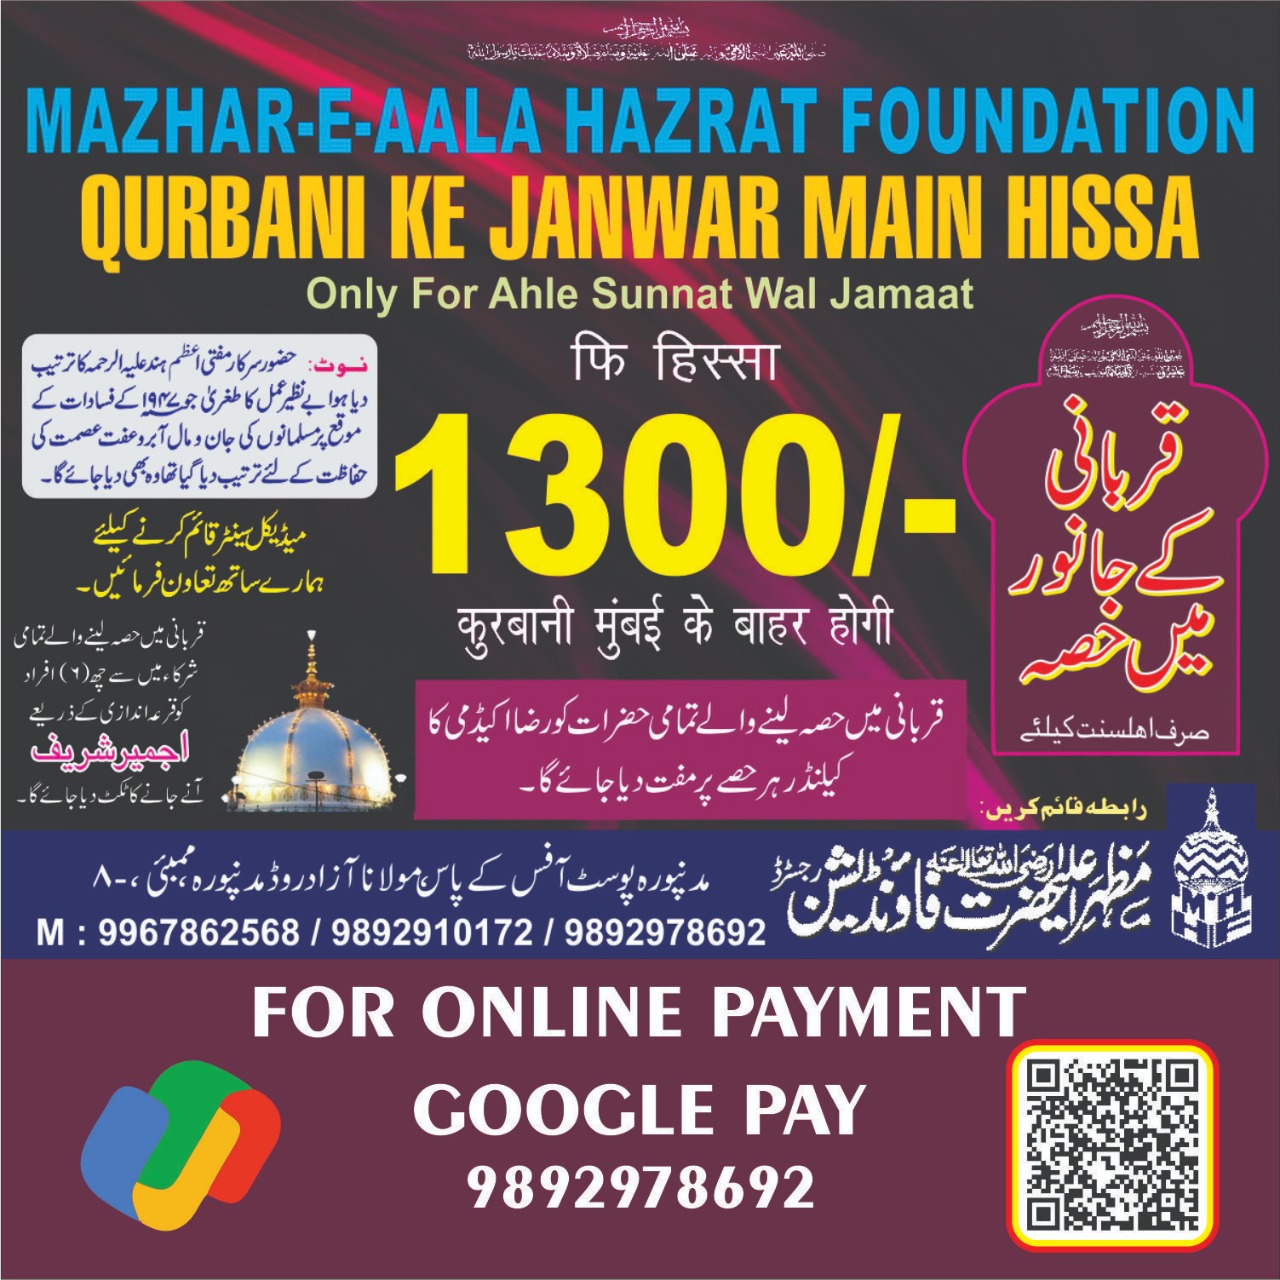 MAZHAR-E-AALA HAZRAT FOUNDATION
QURBANI KE JANWAR MAIN HISSA
Only For Ahle Sunnat Wal Jamaat
نوٹ: حضور سرکار مفتی اعظم ہند علیہ الرحمہ کا ترتیب
دیا ہوا بے نظیر عمل کا طغریٰ جو ۱۹۴۷ کے فسادات کے
موقع پر مسلمانوں کی جان و مال آبرو عفت عصمت کی
حفاظت کے لئے ترتیب دیا گیا تھا وہ بھی دیا جائے گا۔
फि हिस्सा
1300/-
कुरबानी मुंबई के बाहर होगी
قربانی
کے جانور
میں حصہ
صرف اہلسنت کیلئے
میڈیکل سینٹر قائم کرنے کیلئے
ہمارے ساتھ تعاون فرمائیں۔
قربانی میں حصہ لینے والے تمامی
شرکاء میں سے چھ (٦) افراد
کو قرعہ اندازی کے ذریعے
اجمیر شریف
آنے جانے کا ٹکٹ دیا جائے گا۔
قربانی میں حصہ لینے والے تمامی حضرات کو رضا اکیڈمی کا
کیلنڈر ہر حصے پر مفت دیا جائے گا۔
رابطہ قائم کریں:
مظہر اعلیٰ حضرت فاؤنڈیشن رجسٹرڈ
مدنپورہ پوسٹ آفس کے پاس مولانا آزاد روڈ مدنپورہ، ممبئی، -۸
M : 9967862568 / 9892910172 / 9892978692
FOR ONLINE PAYMENT
GOOGLE PAY
9892978692